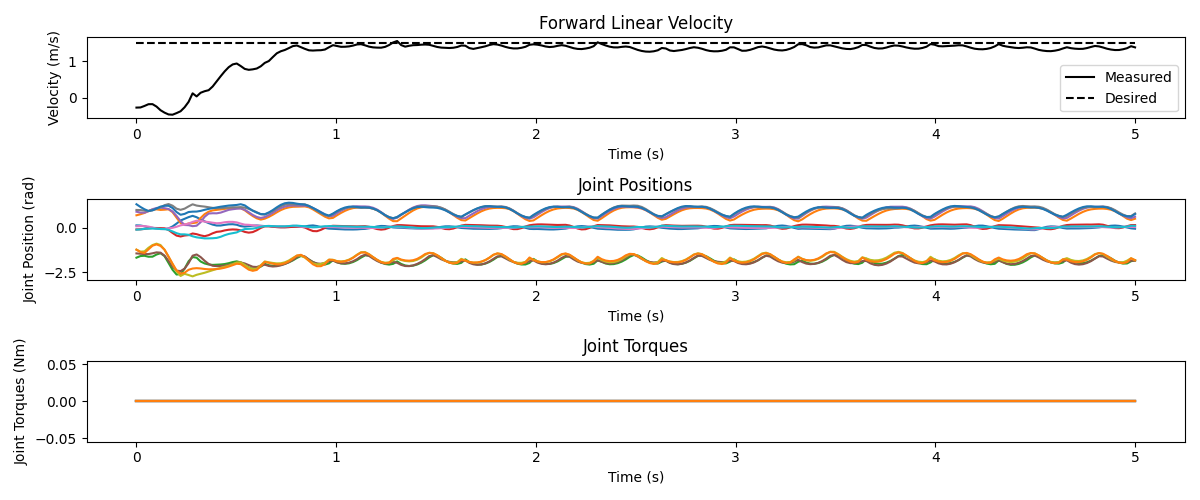 Forward Linear Velocity
Velocity (m/s)
1
0
Measured
Desired
0 1 2 3 4 5
Time (s)
Joint Positions
Joint Position (rad)
0.0
−2.5
0 1 2 3 4 5
Time (s)
Joint Torques
Joint Torques (Nm)
0.05
0.00
−0.05
0 1 2 3 4 5
Time (s)